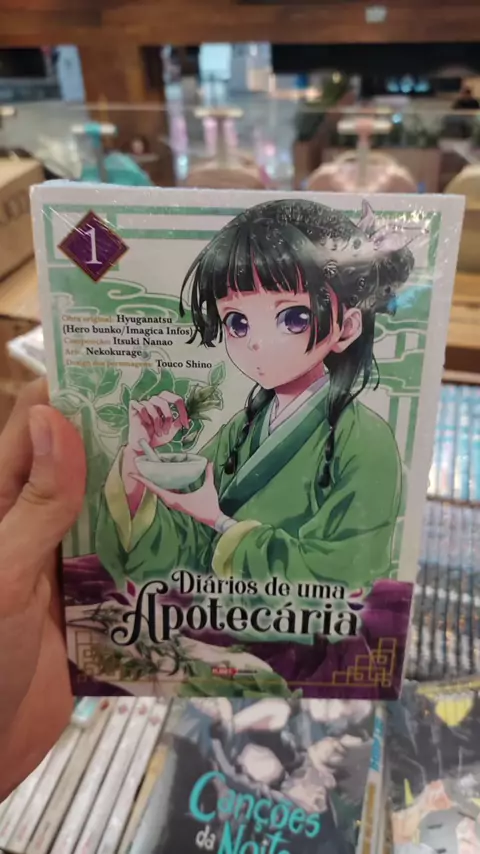 1
Obra original: Hyuganatsu
(Hero bunko/Imagica Infos)
Composição: Itsuki Nanao
Arte: Nekokurage
Design dos personagens: Touco Shino
Diários de uma
Apotecária
Canções
da Noite